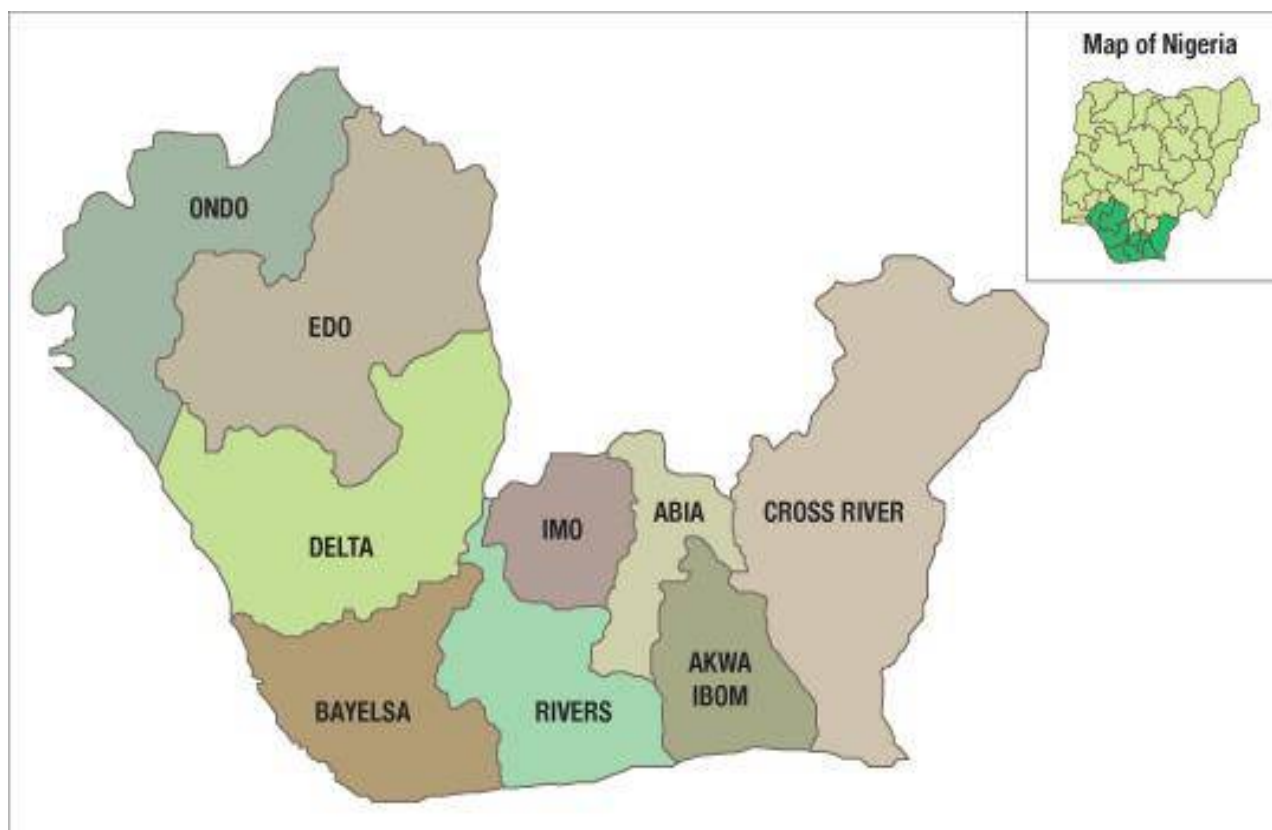 Map of Nigeria
ONDO
EDO
DELTA
IMO
ABIA
CROSS RIVER
AKWA
IBOM
BAYELSA
RIVERS